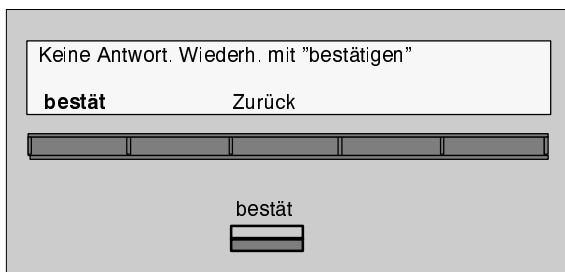 Keine Antwort. Wiederh. mit ”bestätigen”
bestät Zurück
bestät